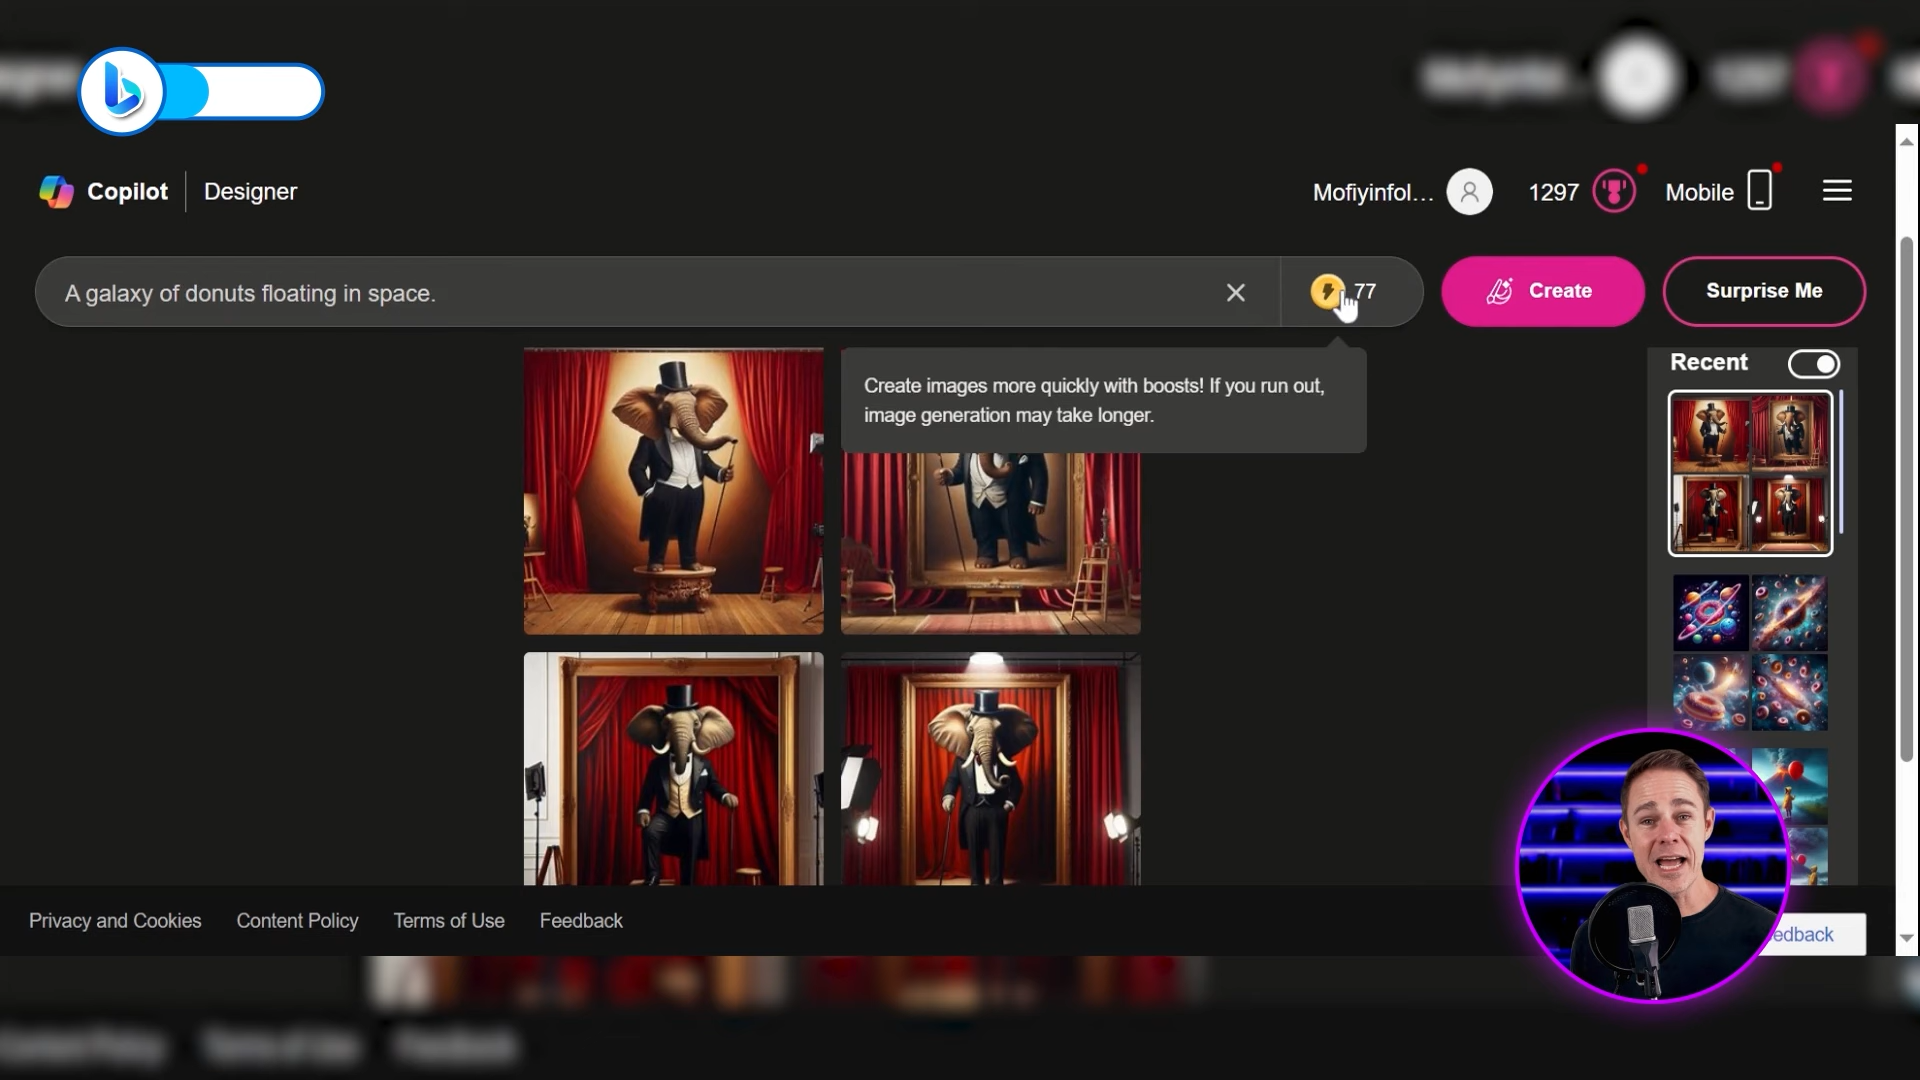 Copilot
Designer
Mofiyinfol...
1297
Mobile
A galaxy of donuts floating in space.
77
Create
Surprise Me
Create images more quickly with boosts! If you run out,
image generation may take longer.
Recent
Privacy and Cookies
Content Policy
Terms of Use
Feedback
edback